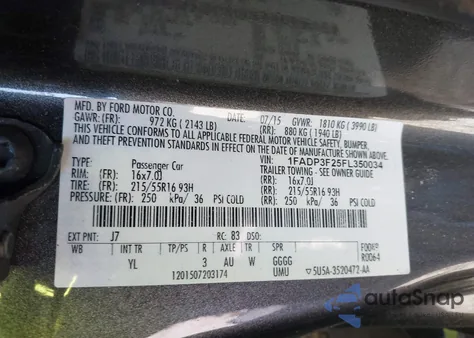 MFD. BY FORD MOTOR CO.
DATE: 07/15 GVWR: 1810 KG (3990 LB)
GAWR: (FR): 972 KG (2143 LB) (RR): 880 KG (1940 LB)
THIS VEHICLE CONFORMS TO ALL APPLICABLE FEDERAL MOTOR VEHICLE SAFETY, BUMPER, AND THEFT PREVENTION STANDARDS IN EFFECT ON THE DATE OF MANUFACTURE SHOWN ABOVE.
VIN: 1FADP3F25FL350034
TYPE: Passenger Car TRAILER TOWING - SEE OWNER GUIDE
RIM: (FR) 16x7.0J (RR): 16x7.0J
TIRE: (FR) 215/55R16 93H (RR): 215/55R16 93H
PRESSURE: (FR) 250 kPa/ 36 PSI COLD (RR): 250 kPa/ 36 PSI COLD
EXT PNT: J7 RC: 83 DSO:
WB INT TR TP/PS R AXLE TR SPR
YL 3 AU W GGGG
R0064
1201507203174 UMU SU5A-3520472-AA
autoSnap